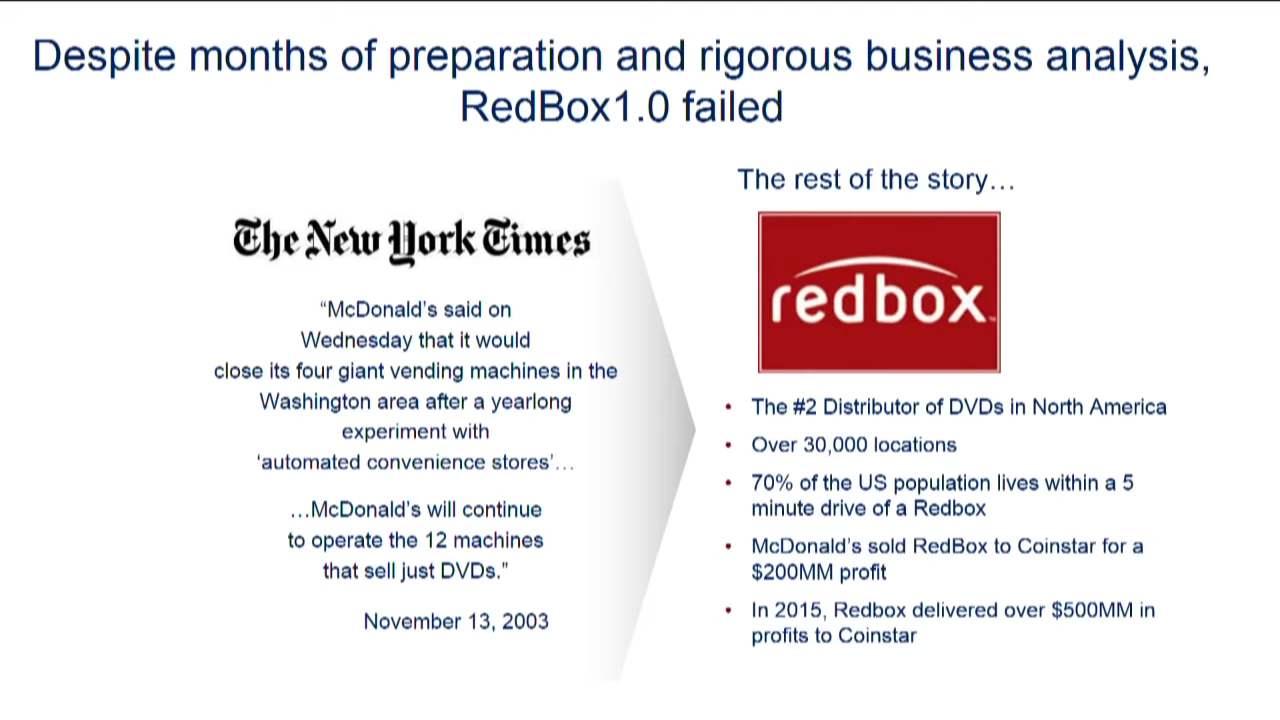 Despite months of preparation and rigorous business analysis,
RedBox1.0 failed
The New York Times
“McDonald’s said on
Wednesday that it would
close its four giant vending machines in the
Washington area after a yearlong
experiment with
‘automated convenience stores’…
…McDonald’s will continue
to operate the 12 machines
that sell just DVDs.”
November 13, 2003
The rest of the story…
redbox
• The #2 Distributor of DVDs in North America
• Over 30,000 locations
• 70% of the US population lives within a 5
minute drive of a Redbox
• McDonald’s sold RedBox to Coinstar for a
$200MM profit
• In 2015, Redbox delivered over $500MM in
profits to Coinstar